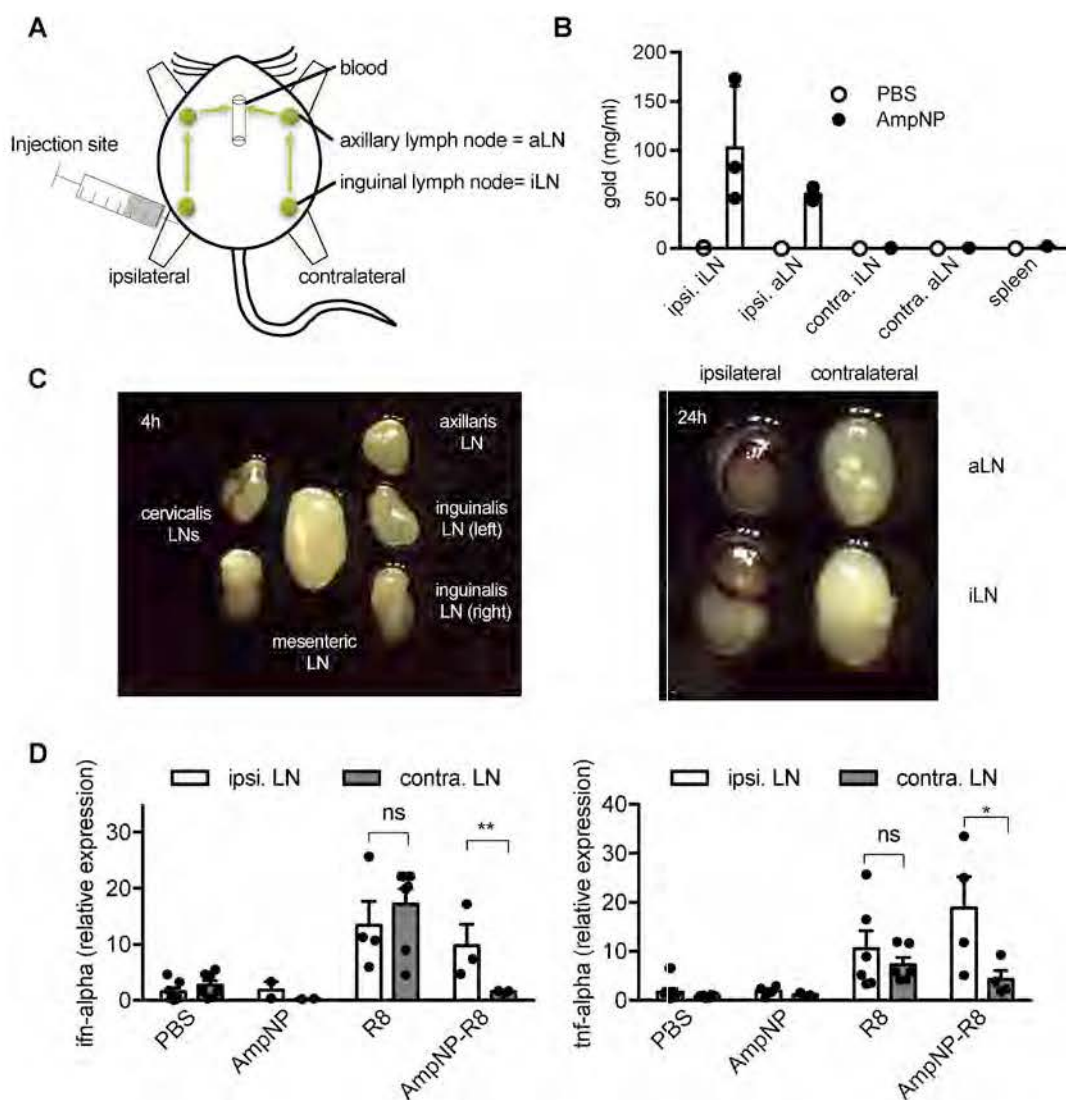 A
blood
axillary lymph node = aLN
inguinal lymph node= iLN
Injection site
ipsilateral
contralateral
B
gold (mg/ml)
200
150
100
50
0
PBS
AmpNP
ipsi. iLN
ipsi. aLN
contra. iLN
contra. aLN
spleen
C
4h
axillaris
LN
cervicalis
LNs
inguinalis
LN (left)
inguinalis
LN (right)
mesenteric
LN
ipsilateral
contralateral
24h
aLN
iLN
D
ifn-alpha (relative expression)
ipsi. LN
contra. LN
30
20
10
0
ns
**
PBS
AmpNP
R8
AmpNP-R8
tnf-alpha (relative expression)
ipsi. LN
contra. LN
40
30
20
10
0
ns
*
PBS
AmpNP
R8
AmpNP-R8